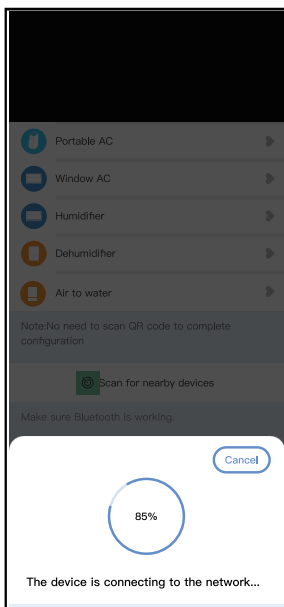 Portable AC
Window AC
Humidifier
Dehumidifier
Air to water
Note:No need to scan QR code to complete
configuration
Scan for nearby devices
Make sure Bluetooth is working.
Cancel
85%
The device is connecting to the network...